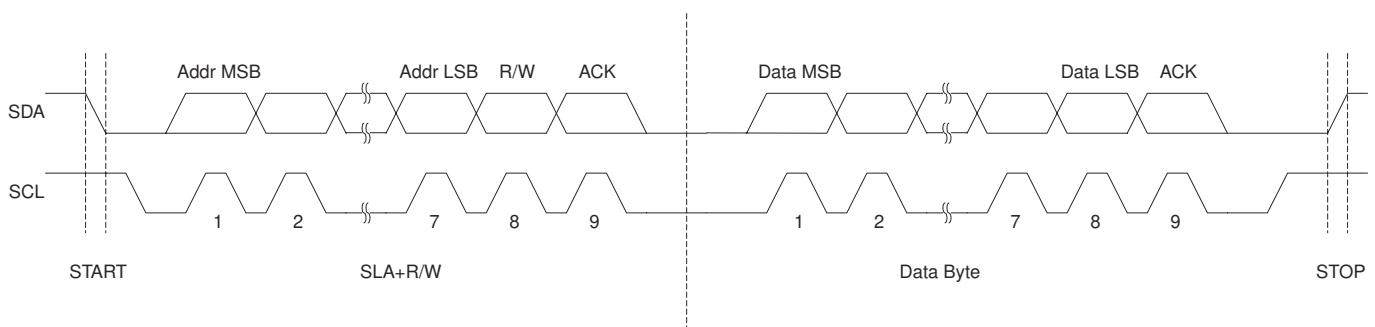 Addr MSB Addr LSB R/W ACK Data MSB Data LSB ACK
SDA
SCL
1 2 7 8 9 1 2 7 8 9
START SLA+R/W Data Byte STOP